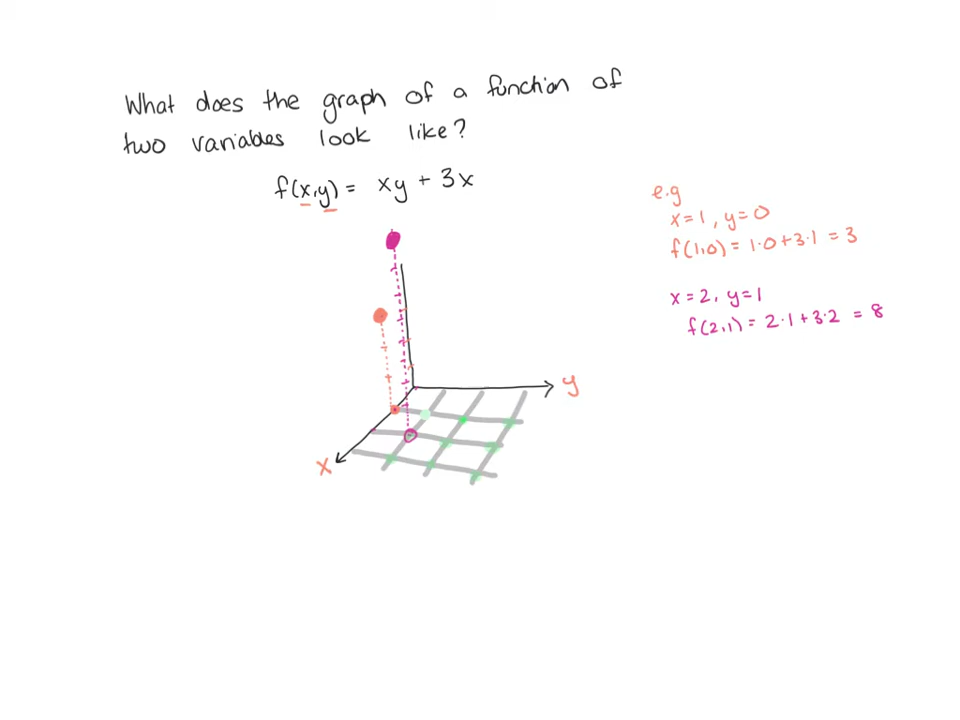 What does the graph of a function of
two variables look like?
f(x,y) = xy + 3x
e.g
x=1, y=0
f(1,0) = 1·0+3·1 = 3
x=2, y=1
f(2,1) = 2·1+3·2 = 8
y
x